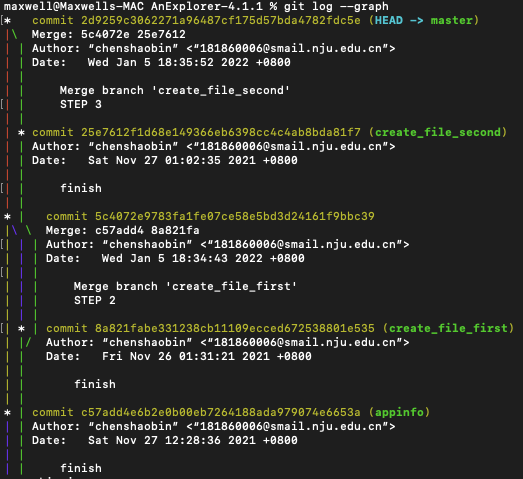 maxwell@Maxwells-MAC AnExplorer-4.1.1 % git log --graph
*   commit 2d9259c3062271a96487cf175d57bda4782fdc5e (HEAD -> master)
|\  Merge: 5c4072e 25e7612
| | Author: “chenshaobin” <“181860006@smail.nju.edu.cn”>
| | Date:   Wed Jan 5 18:35:52 2022 +0800
| |
| |     Merge branch 'create_file_second'
| |     STEP 3
| |
| * commit 25e7612f1d68e149366eb6398cc4c4ab8bda81f7 (create_file_second)
| | Author: “chenshaobin” <“181860006@smail.nju.edu.cn”>
| | Date:   Sat Nov 27 01:02:35 2021 +0800
| |
| |     finish
| |
* |   commit 5c4072e9783fa1fe07ce58e5bd3d24161f9bbc39
|\ \  Merge: c57add4 8a821fa
| | | Author: “chenshaobin” <“181860006@smail.nju.edu.cn”>
| | | Date:   Wed Jan 5 18:34:43 2022 +0800
| | |
| | |     Merge branch 'create_file_first'
| | |     STEP 2
| | |
| * | commit 8a821fabe331238cb11109ecced672538801e535 (create_file_first)
| |/  Author: “chenshaobin” <“181860006@smail.nju.edu.cn”>
| |   Date:   Fri Nov 26 01:31:21 2021 +0800
| |
| |       finish
| |
* | commit c57add4e6b2e0b00eb7264188ada979074e6653a (appinfo)
| | Author: “chenshaobin” <“181860006@smail.nju.edu.cn”>
| | Date:   Sat Nov 27 12:28:36 2021 +0800
| |
| |     finish